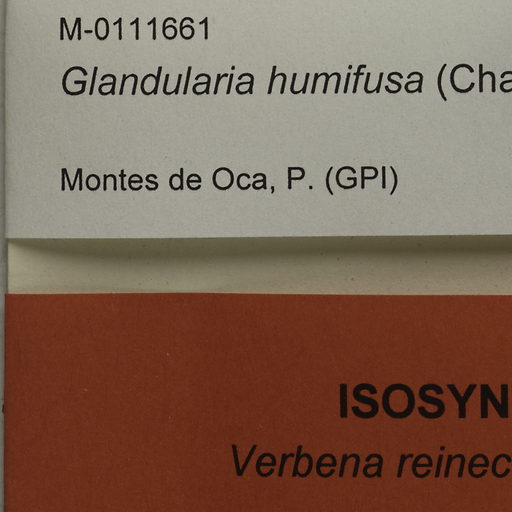 M-0111661
Glandularia humifusa (Cha
Montes de Oca, P. (GPI)
ISOSYN
Verbena reinec